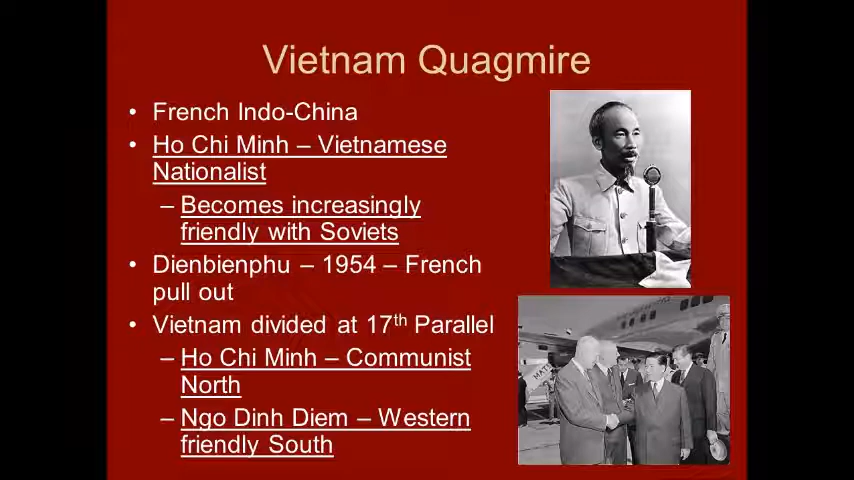 Vietnam Quagmire
• French Indo-China
• Ho Chi Minh – Vietnamese
Nationalist
– Becomes increasingly
friendly with Soviets
• Dienbienphu – 1954 – French
pull out
• Vietnam divided at 17th Parallel
– Ho Chi Minh – Communist
North
– Ngo Dinh Diem – Western
friendly South
MATS